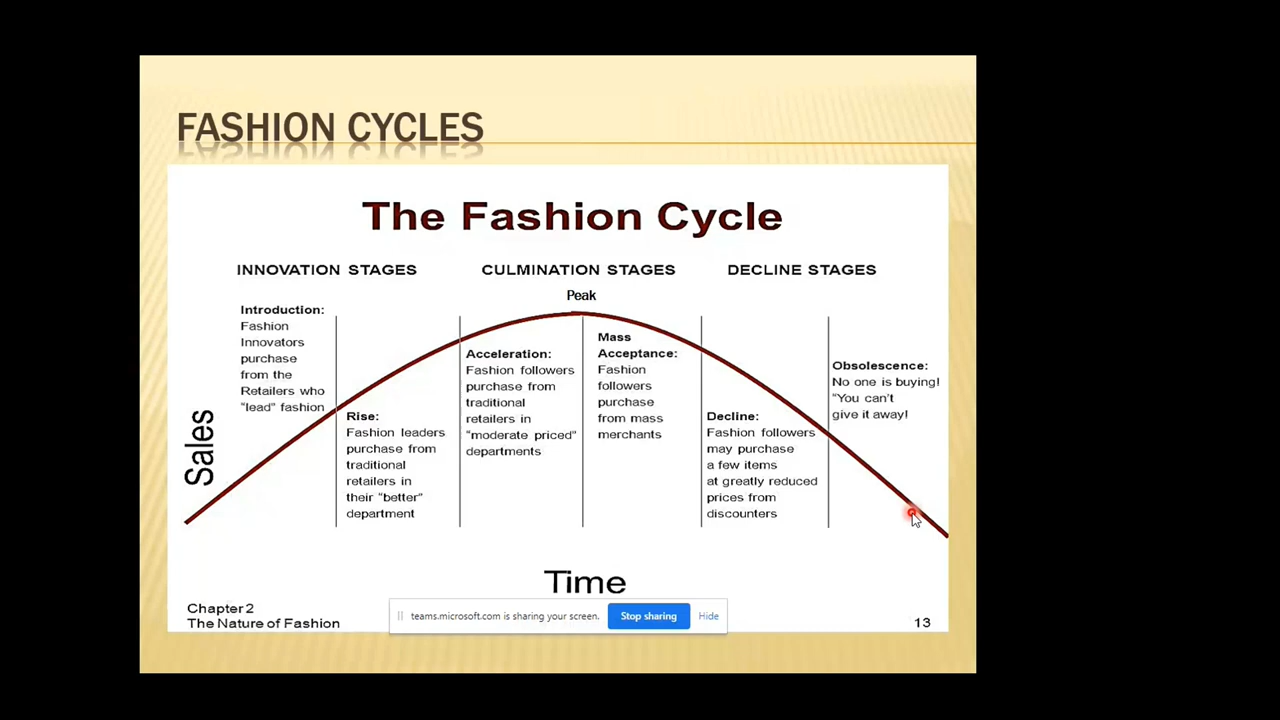 FASHION CYCLES
The Fashion Cycle
INNOVATION STAGES
CULMINATION STAGES
DECLINE STAGES
Peak
Introduction:
Fashion
Innovators
purchase
from the
Retailers who
"lead" fashion
Rise:
Fashion leaders
purchase from
traditional
retailers in
their "better"
department
Acceleration:
Fashion followers
purchase from
traditional
retailers in
"moderate priced"
departments
Mass
Acceptance:
Fashion
followers
purchase
from mass
merchants
Decline:
Fashion followers
may purchase
a few items
at greatly reduced
prices from
discounters
Obsolescence:
No one is buying!
"You can't
give it away!
Sales
Time
Chapter 2
The Nature of Fashion
13
teams.microsoft.com is sharing your screen.
Stop sharing
Hide